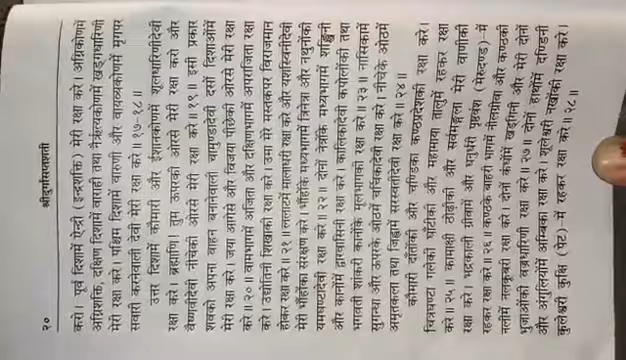 २० श्रीदुर्गासप्तशती
करो। पूर्व दिशामें ऐन्द्री (इन्द्रशक्ति) मेरी रक्षा करे। अग्निकोणमें
अग्निशक्ति, दक्षिण दिशामें वाराही तथा नैर्ऋत्यकोणमें खड्गधारिणी
मेरी रक्षा करे। पश्चिम दिशामें वारुणी और वायव्यकोणमें मृगपर
सवारी करनेवाली देवी मेरी रक्षा करे॥ १७-१८॥
उत्तर दिशामें कौमारी और ईशानकोणमें शूलधारिणीदेवी
रक्षा करे। ब्रह्माणि! तुम ऊपरकी ओरसे मेरी रक्षा करो और
वैष्णवीदेवी नीचेकी ओरसे मेरी रक्षा करे॥ १९॥ इसी प्रकार
शवको अपना वाहन बनानेवाली चामुण्डादेवी दसों दिशाओंमें
मेरी रक्षा करे। जया आगेसे और विजया पीछेकी ओरसे मेरी रक्षा
करे॥ २०॥ वामभागमें अजिता और दक्षिणभागमें अपराजिता रक्षा
करे। उद्योतिनी शिखाकी रक्षा करे। उमा मेरे मस्तकपर विराजमान
होकर रक्षा करे॥ २१॥ ललाटमें मालाधरी रक्षा करे और यशस्विनीदेवी
मेरी भौंहोंका संरक्षण करे। भौंहोंके मध्यभागमें त्रिनेत्रा और नथुनोंकी
यमघण्टादेवी रक्षा करे॥ २२॥ दोनों नेत्रोंके मध्यभागमें शङ्खिनी
और कानोंमें द्वारवासिनी रक्षा करे। कालिकादेवी कपोलोंकी तथा
भगवती शांकरी कानोंके मूलभागकी रक्षा करे॥ २३॥ नासिकामें
सुगन्धा और ऊपरके ओठमें चर्चिकादेवी रक्षा करे। नीचेके ओठमें
अमृतकला तथा जिह्वामें सरस्वतीदेवी रक्षा करे॥ २४॥
कौमारी दाँतोंकी और चण्डिका कण्ठप्रदेशकी रक्षा करे।
चित्रघण्टा गलेकी घाँटीकी और महामाया तालुमें रहकर रक्षा
करे॥ २५॥ कामाक्षी ठोढ़ीकी और सर्वमङ्गला मेरी वाणीकी
रक्षा करे। भद्रकाली ग्रीवामें और धनुर्धरी पृष्ठवंश (मेरुदण्ड)-में
रहकर रक्षा करे॥ २६॥ कण्ठके बाहरी भागमें नीलग्रीवा और कण्ठकी
नलीमें नलकूबरी रक्षा करे। दोनों कंधोंमें खड्गिनी और मेरी दोनों
भुजाओंकी वज्रधारिणी रक्षा करे॥ २७॥ दोनों हाथोंमें दण्डिनी
और अंगुलियोंमें अम्बिका रक्षा करे। शूलेश्वरी नखोंकी रक्षा करे।
कुलेश्वरी कुक्षि (पेट)-में रहकर रक्षा करे॥ २८॥